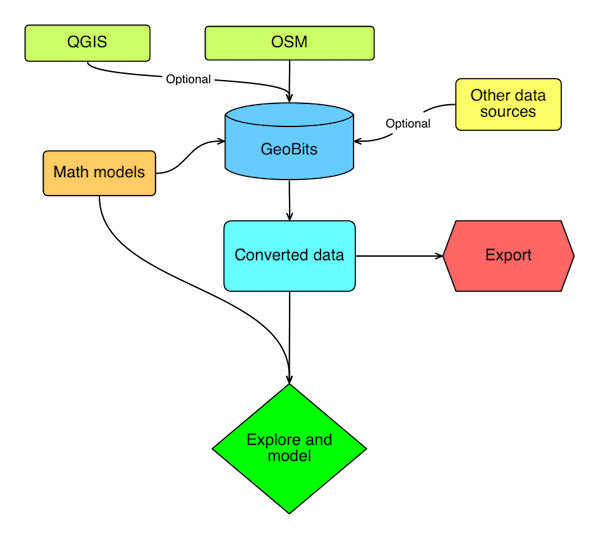 QGIS
OSM
Optional
Other data
sources
Optional
GeoBits
Math models
Converted data
Export
Explore and
model